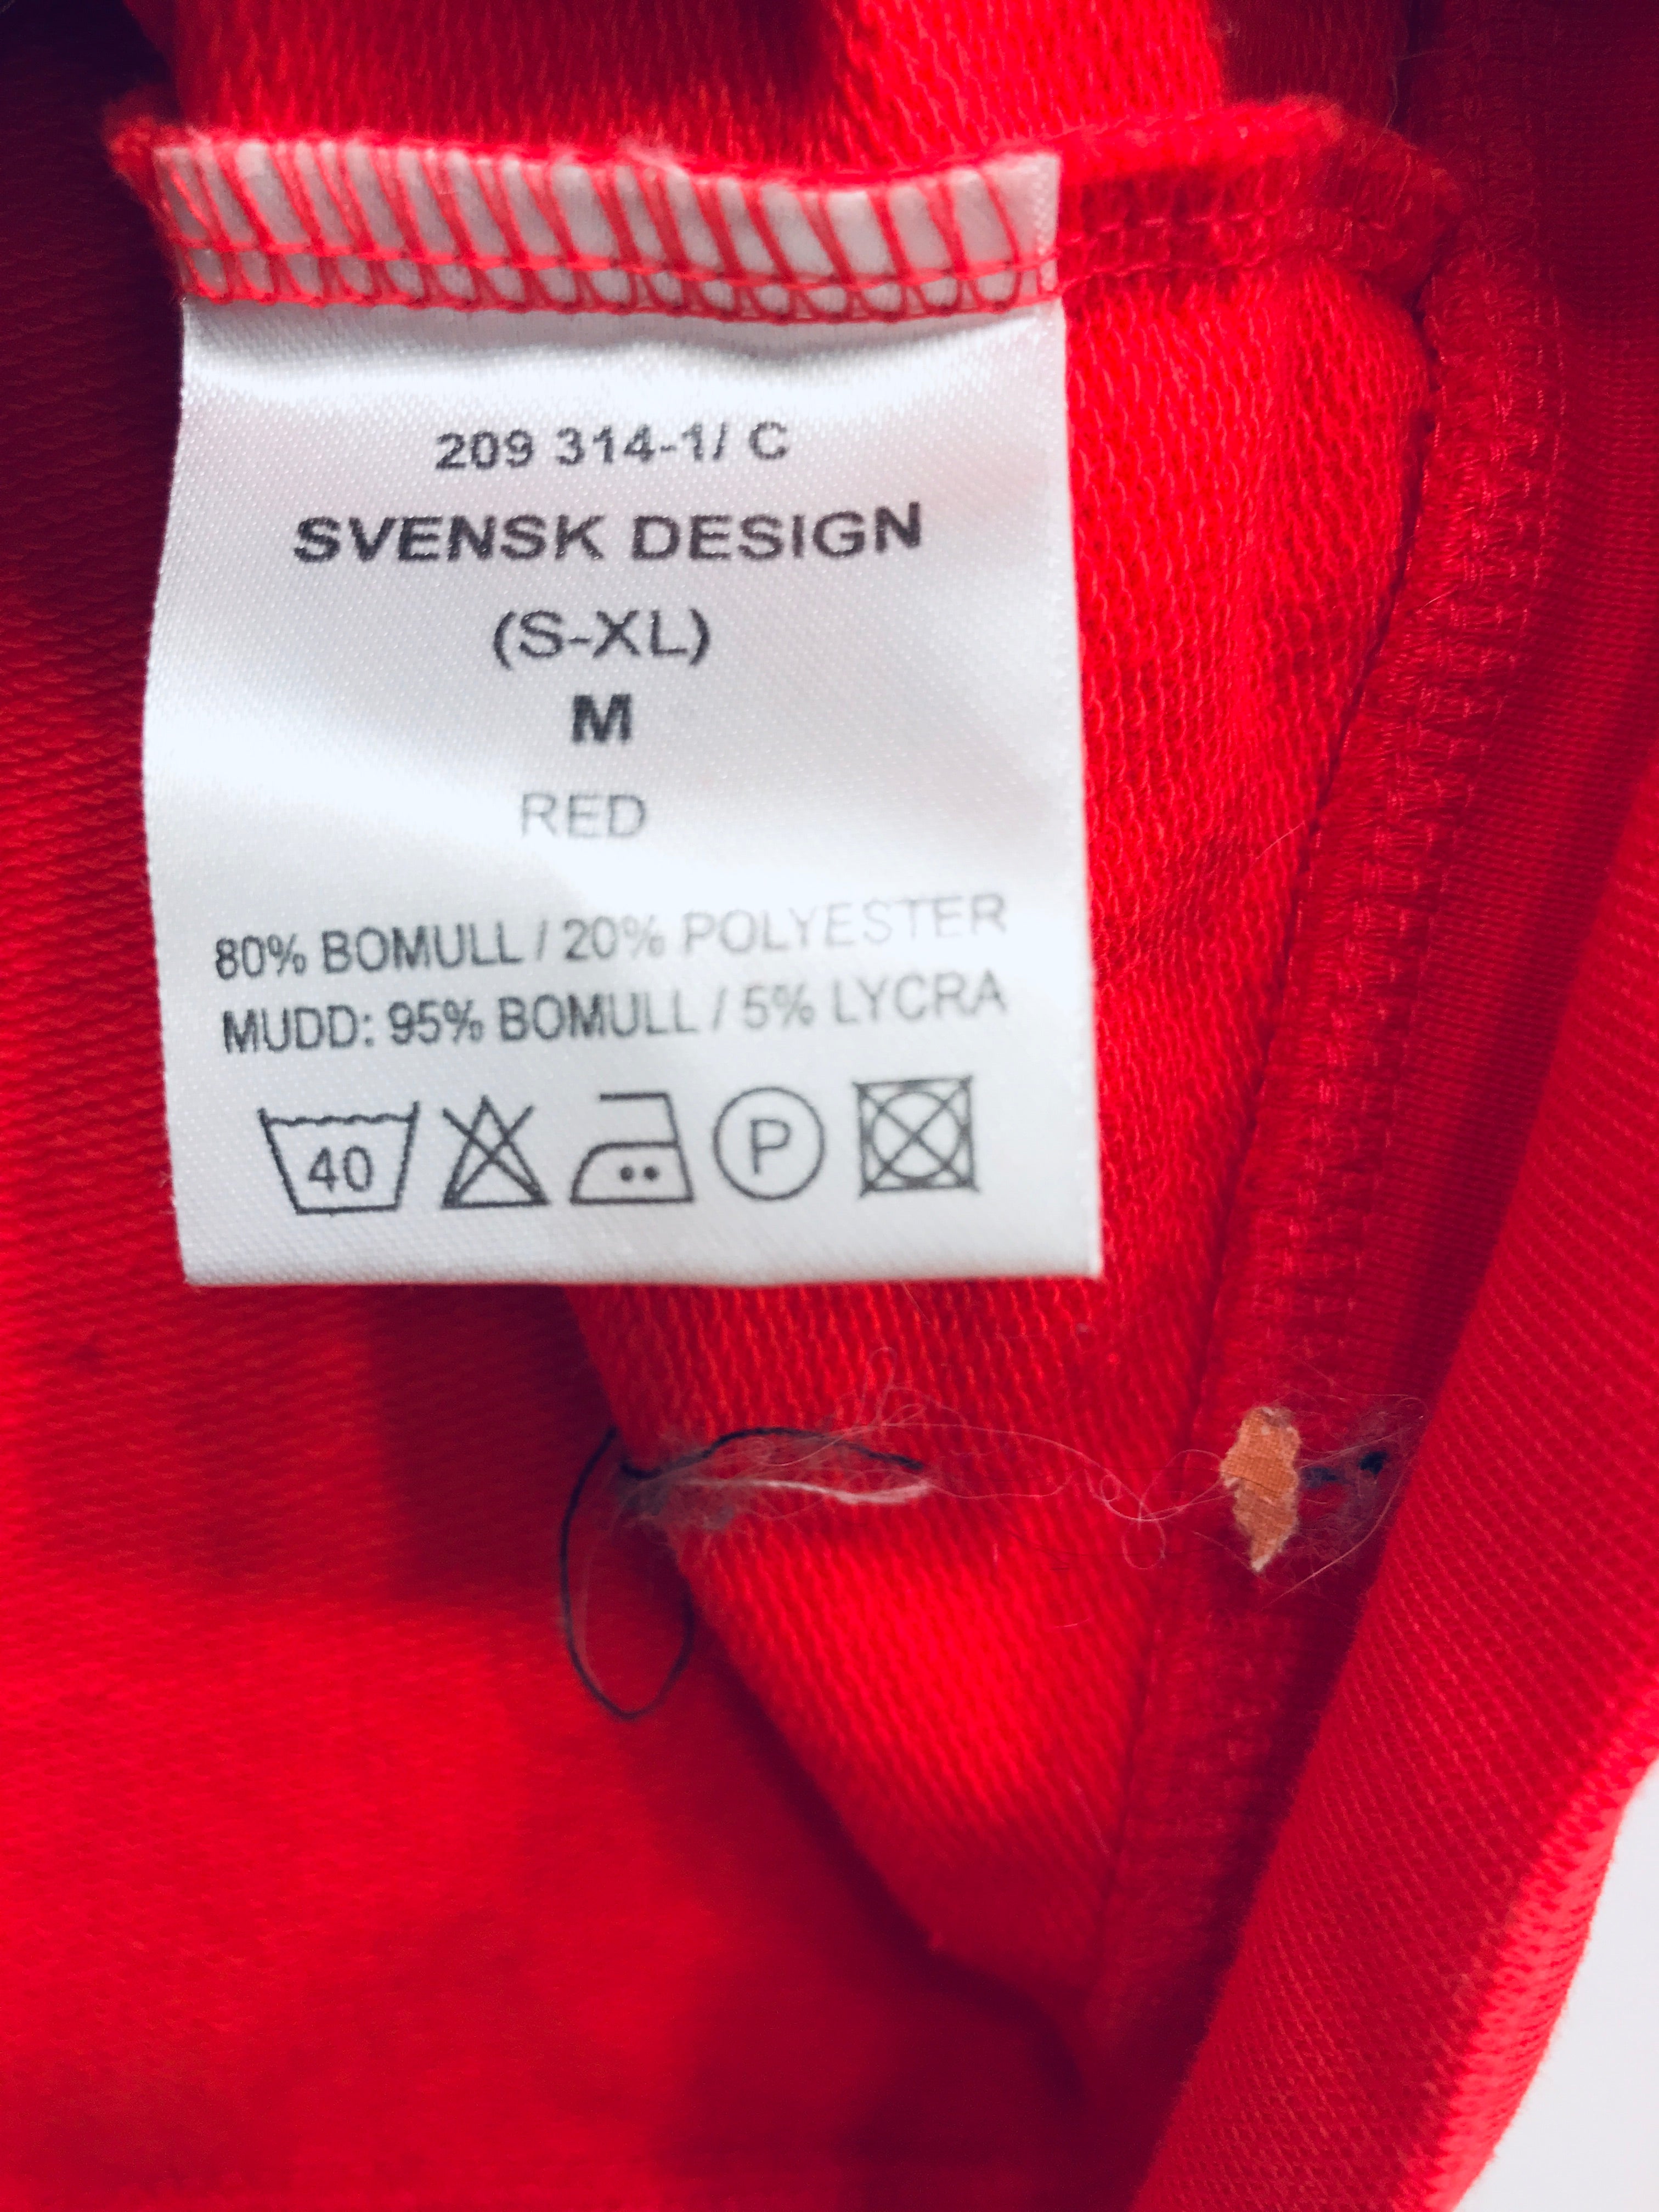 209 314-1/ C
SVENSK DESIGN
(S-XL)
M
RED
80% BOMULL / 20% POLYESTER
MUDD: 95% BOMULL / 5% LYCRA
40 P